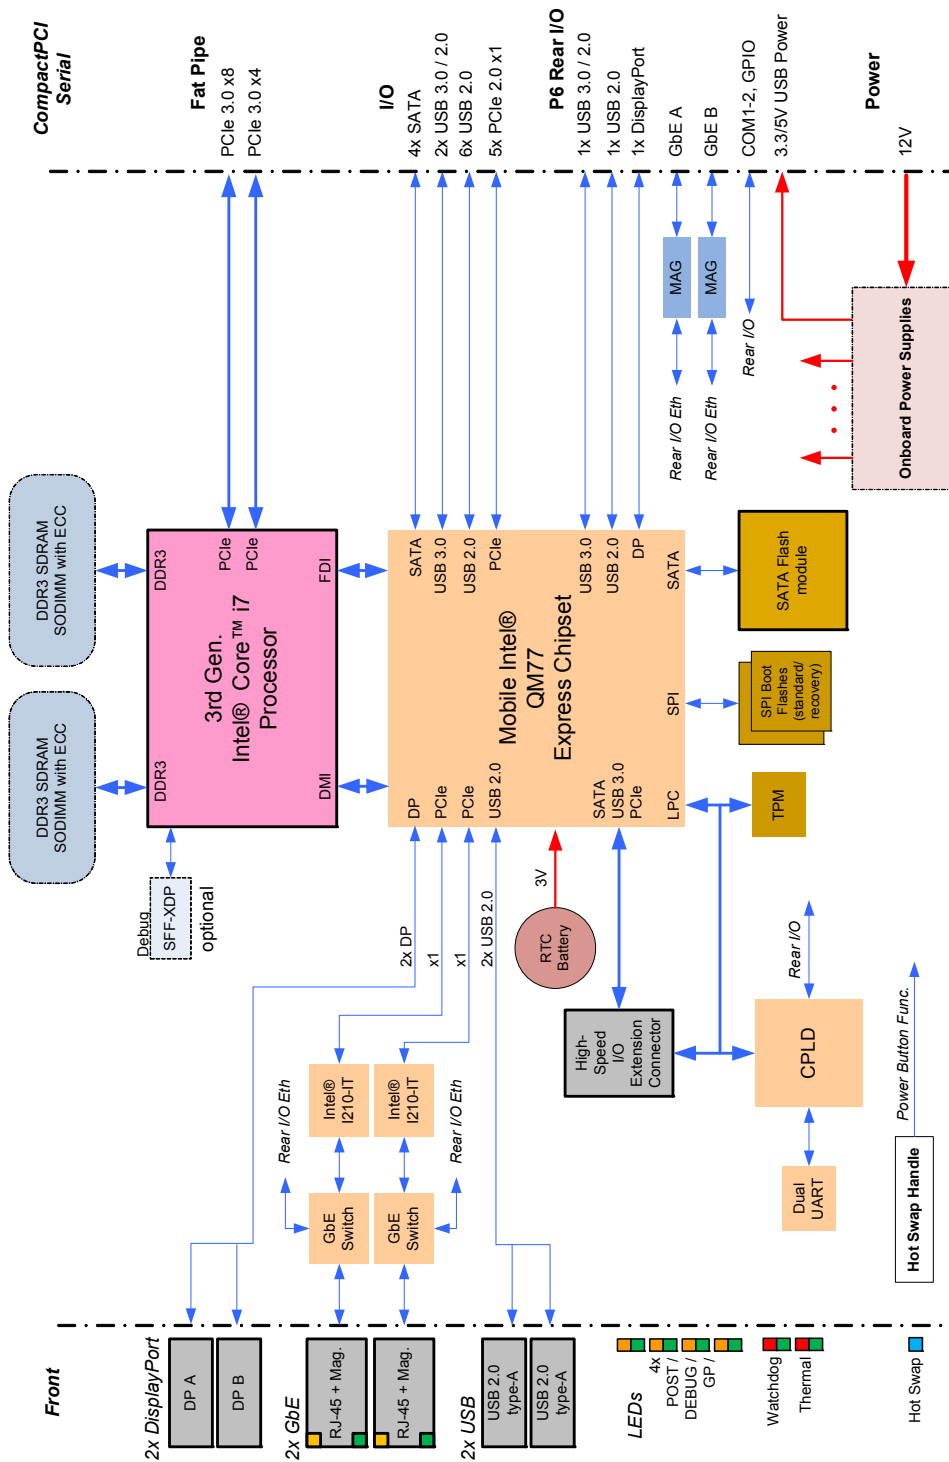 Front
2x DisplayPort
DP A
DP B
2x GbE
RJ-45 + Mag.
RJ-45 + Mag.
2x USB
USB 2.0
type-A
USB 2.0
type-A
LEDs
4x
POST /
DEBUG /
GP /
Watchdog
Thermal
Hot Swap
Rear I/O Eth
GbE
Switch
GbE
Switch
Rear I/O Eth
Intel®
I210-IT
Intel®
I210-IT
Dual
UART
Hot Swap Handle
Power Button Func.
CPLD
Rear I/O
High-
Speed
I/O
Extension
Connector
RTC
Battery
3V
Debug
SFF-XDP
optional
2x DP
x1
x1
2x USB 2.0
DDR3 SDRAM
SODIMM with ECC
DDR3 SDRAM
SODIMM with ECC
DDR3
DDR3
PCIe
PCIe
3rd Gen.
Intel® Core™ i7
Processor
DMI
FDI
DP
PCIe
PCIe
USB 2.0
SATA
USB 3.0
PCIe
LPC
Mobile Intel®
QM77
Express Chipset
SPI
SATA
SATA
USB 3.0
USB 2.0
PCIe
USB 3.0
USB 2.0
DP
TPM
SPI Boot
Flashes
(standard/
recovery)
SATA Flash
module
Rear I/O Eth
Rear I/O Eth
MAG
MAG
Rear I/O
Onboard Power Supplies
CompactPCI
Serial
Fat Pipe
PCIe 3.0 x8
PCIe 3.0 x4
I/O
4x SATA
2x USB 3.0 / 2.0
6x USB 2.0
5x PCIe 2.0 x1
P6 Rear I/O
1x USB 3.0 / 2.0
1x USB 2.0
1x DisplayPort
GbE A
GbE B
COM1-2, GPIO
3.3/5V USB Power
Power
12V